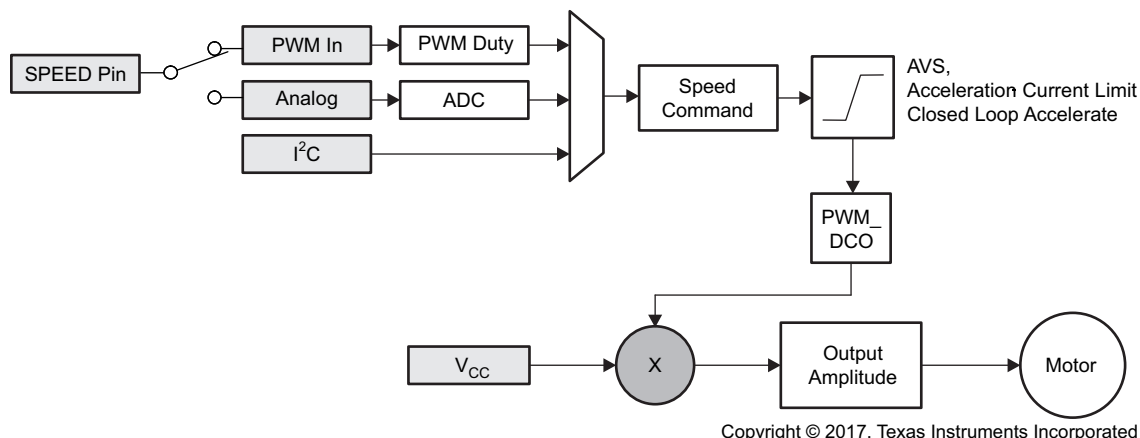 PWM In
PWM Duty
SPEED Pin
Analog
ADC
I²C
Speed
Command
AVS,
Acceleration Current Limit
Closed Loop Accelerate
PWM_
DCO
V_CC
X
Output
Amplitude
Motor
Copyright © 2017, Texas Instruments Incorporated